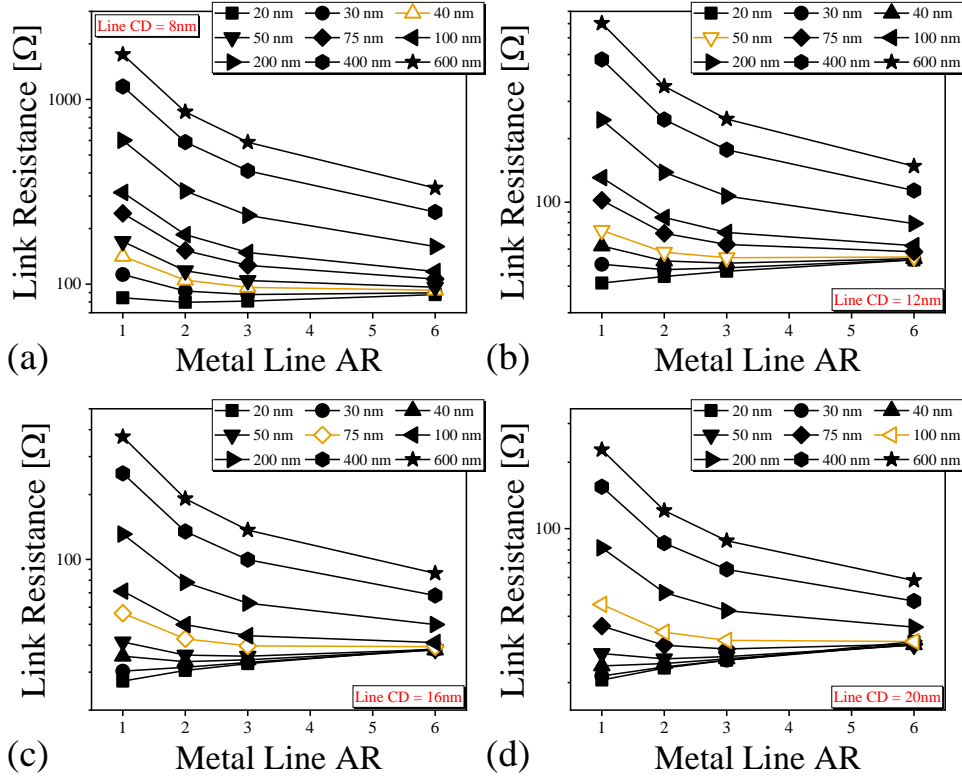 Line CD = 8nm
20 nm 30 nm 40 nm
50 nm 75 nm 100 nm
200 nm 400 nm 600 nm
1000
100
Link Resistance [Ω]
1 2 3 4 5 6
Metal Line AR
(a)
20 nm 30 nm 40 nm
50 nm 75 nm 100 nm
200 nm 400 nm 600 nm
100
Link Resistance [Ω]
Line CD = 12nm
1 2 3 4 5 6
Metal Line AR
(b)
20 nm 30 nm 40 nm
50 nm 75 nm 100 nm
200 nm 400 nm 600 nm
100
Link Resistance [Ω]
Line CD = 16nm
1 2 3 4 5 6
Metal Line AR
(c)
20 nm 30 nm 40 nm
50 nm 75 nm 100 nm
200 nm 400 nm 600 nm
100
Link Resistance [Ω]
Line CD = 20nm
1 2 3 4 5 6
Metal Line AR
(d)